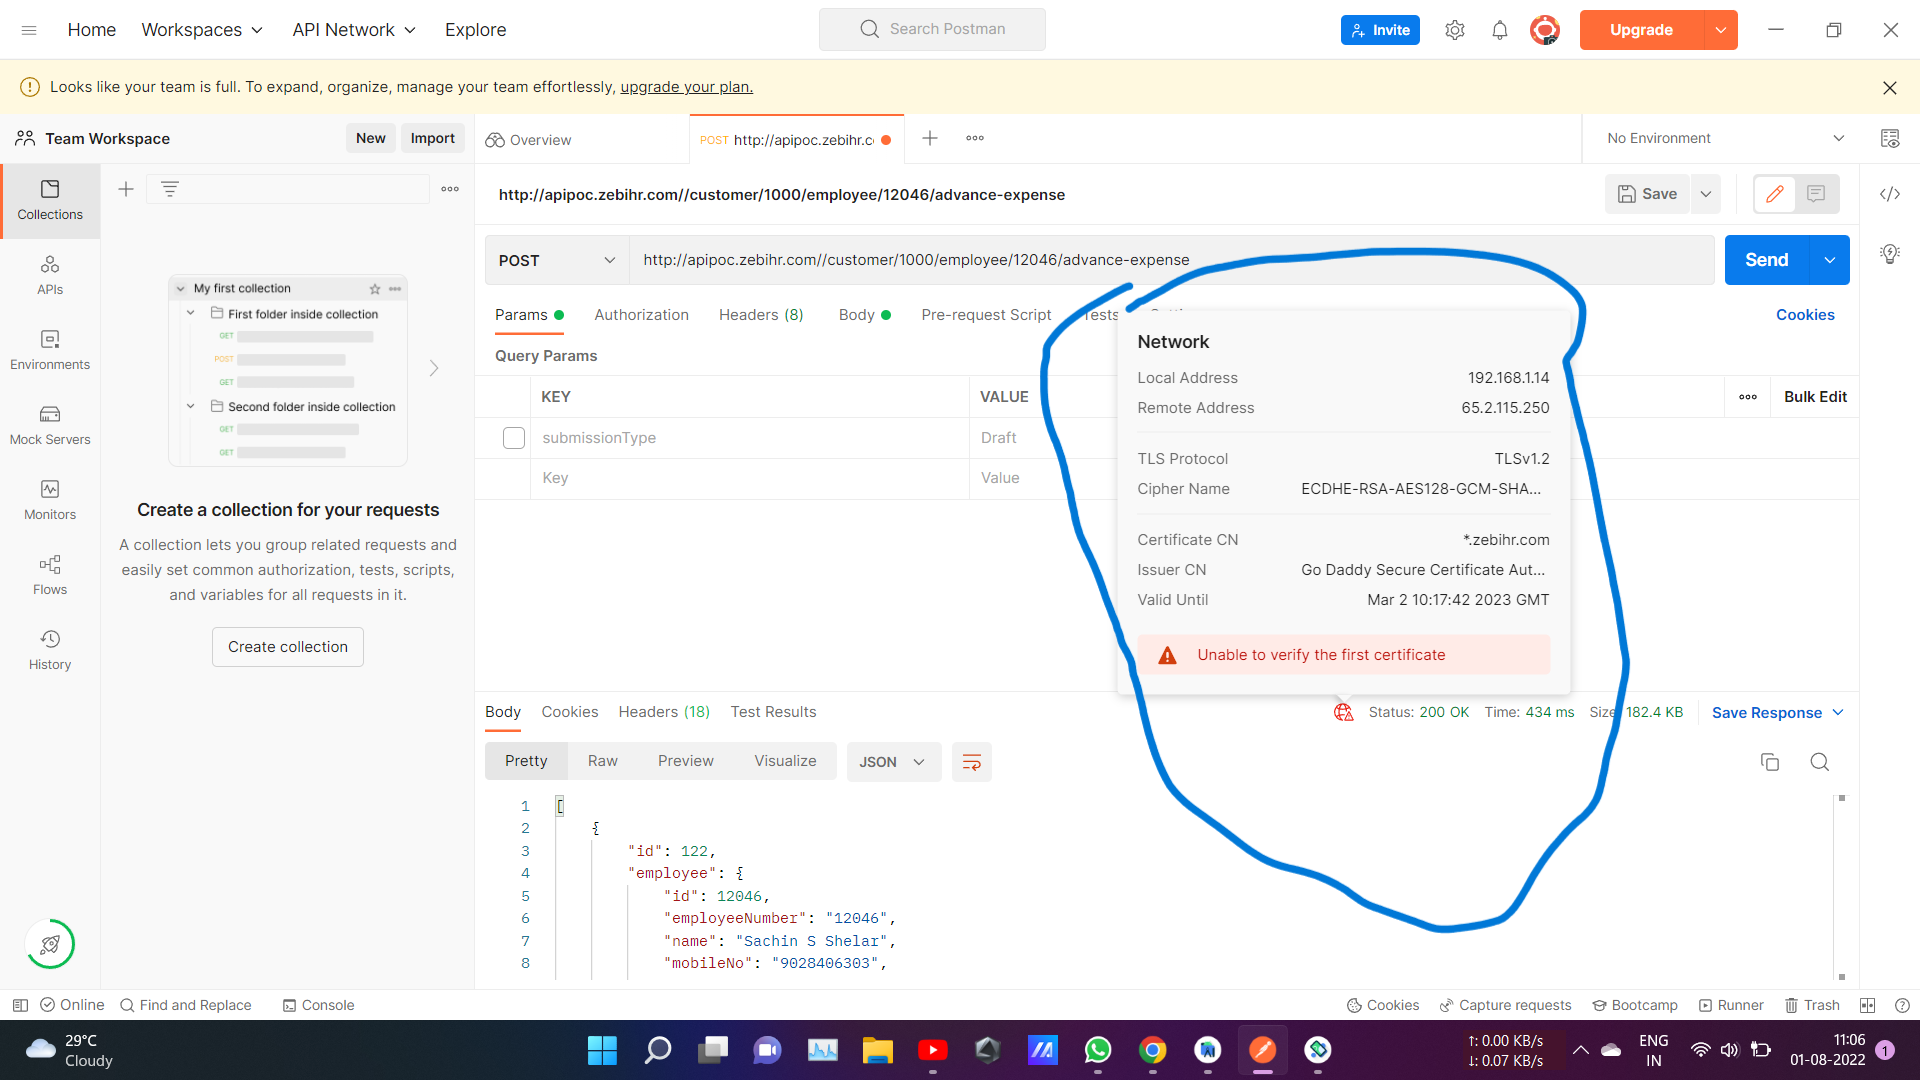 Home Workspaces API Network Explore Search Postman Invite Upgrade
Looks like your team is full. To expand, organize, manage your team effortlessly, upgrade your plan.
Team Workspace New Import Overview POST http://apipoc.zebihr.c No Environment
http://apipoc.zebihr.com//customer/1000/employee/12046/advance-expense Save
POST http://apipoc.zebihr.com//customer/1000/employee/12046/advance-expense Send
Params Authorization Headers (8) Body Pre-request Script Tests Cookies
Query Params
KEY VALUE Bulk Edit
submissionType Draft
Key Value
Collections
APIs
Environments
Mock Servers
Monitors
Flows
History
My first collection
First folder inside collection
GET
POST
GET
Second folder inside collection
GET
GET
Create a collection for your requests
A collection lets you group related requests and
easily set common authorization, tests, scripts,
and variables for all requests in it.
Create collection
Network
Local Address 192.168.1.14
Remote Address 65.2.115.250
TLS Protocol TLSv1.2
Cipher Name ECDHE-RSA-AES128-GCM-SHA...
Certificate CN *.zebihr.com
Issuer CN Go Daddy Secure Certificate Aut...
Valid Until Mar 2 10:17:42 2023 GMT
Unable to verify the first certificate
Body Cookies Headers (18) Test Results Status: 200 OK Time: 434 ms Size: 182.4 KB Save Response
Pretty Raw Preview Visualize JSON
1 [
2 {
3 "id": 122,
4 "employee": {
5 "id": 12046,
6 "employeeNumber": "12046",
7 "name": "Sachin S Shelar",
8 "mobileNo": "9028406303",
Online Find and Replace Console Cookies Capture requests Bootcamp Runner Trash
29°C
Cloudy
↑: 0.00 KB/s
↓: 0.07 KB/s
ENG
IN
11:06
01-08-2022
1